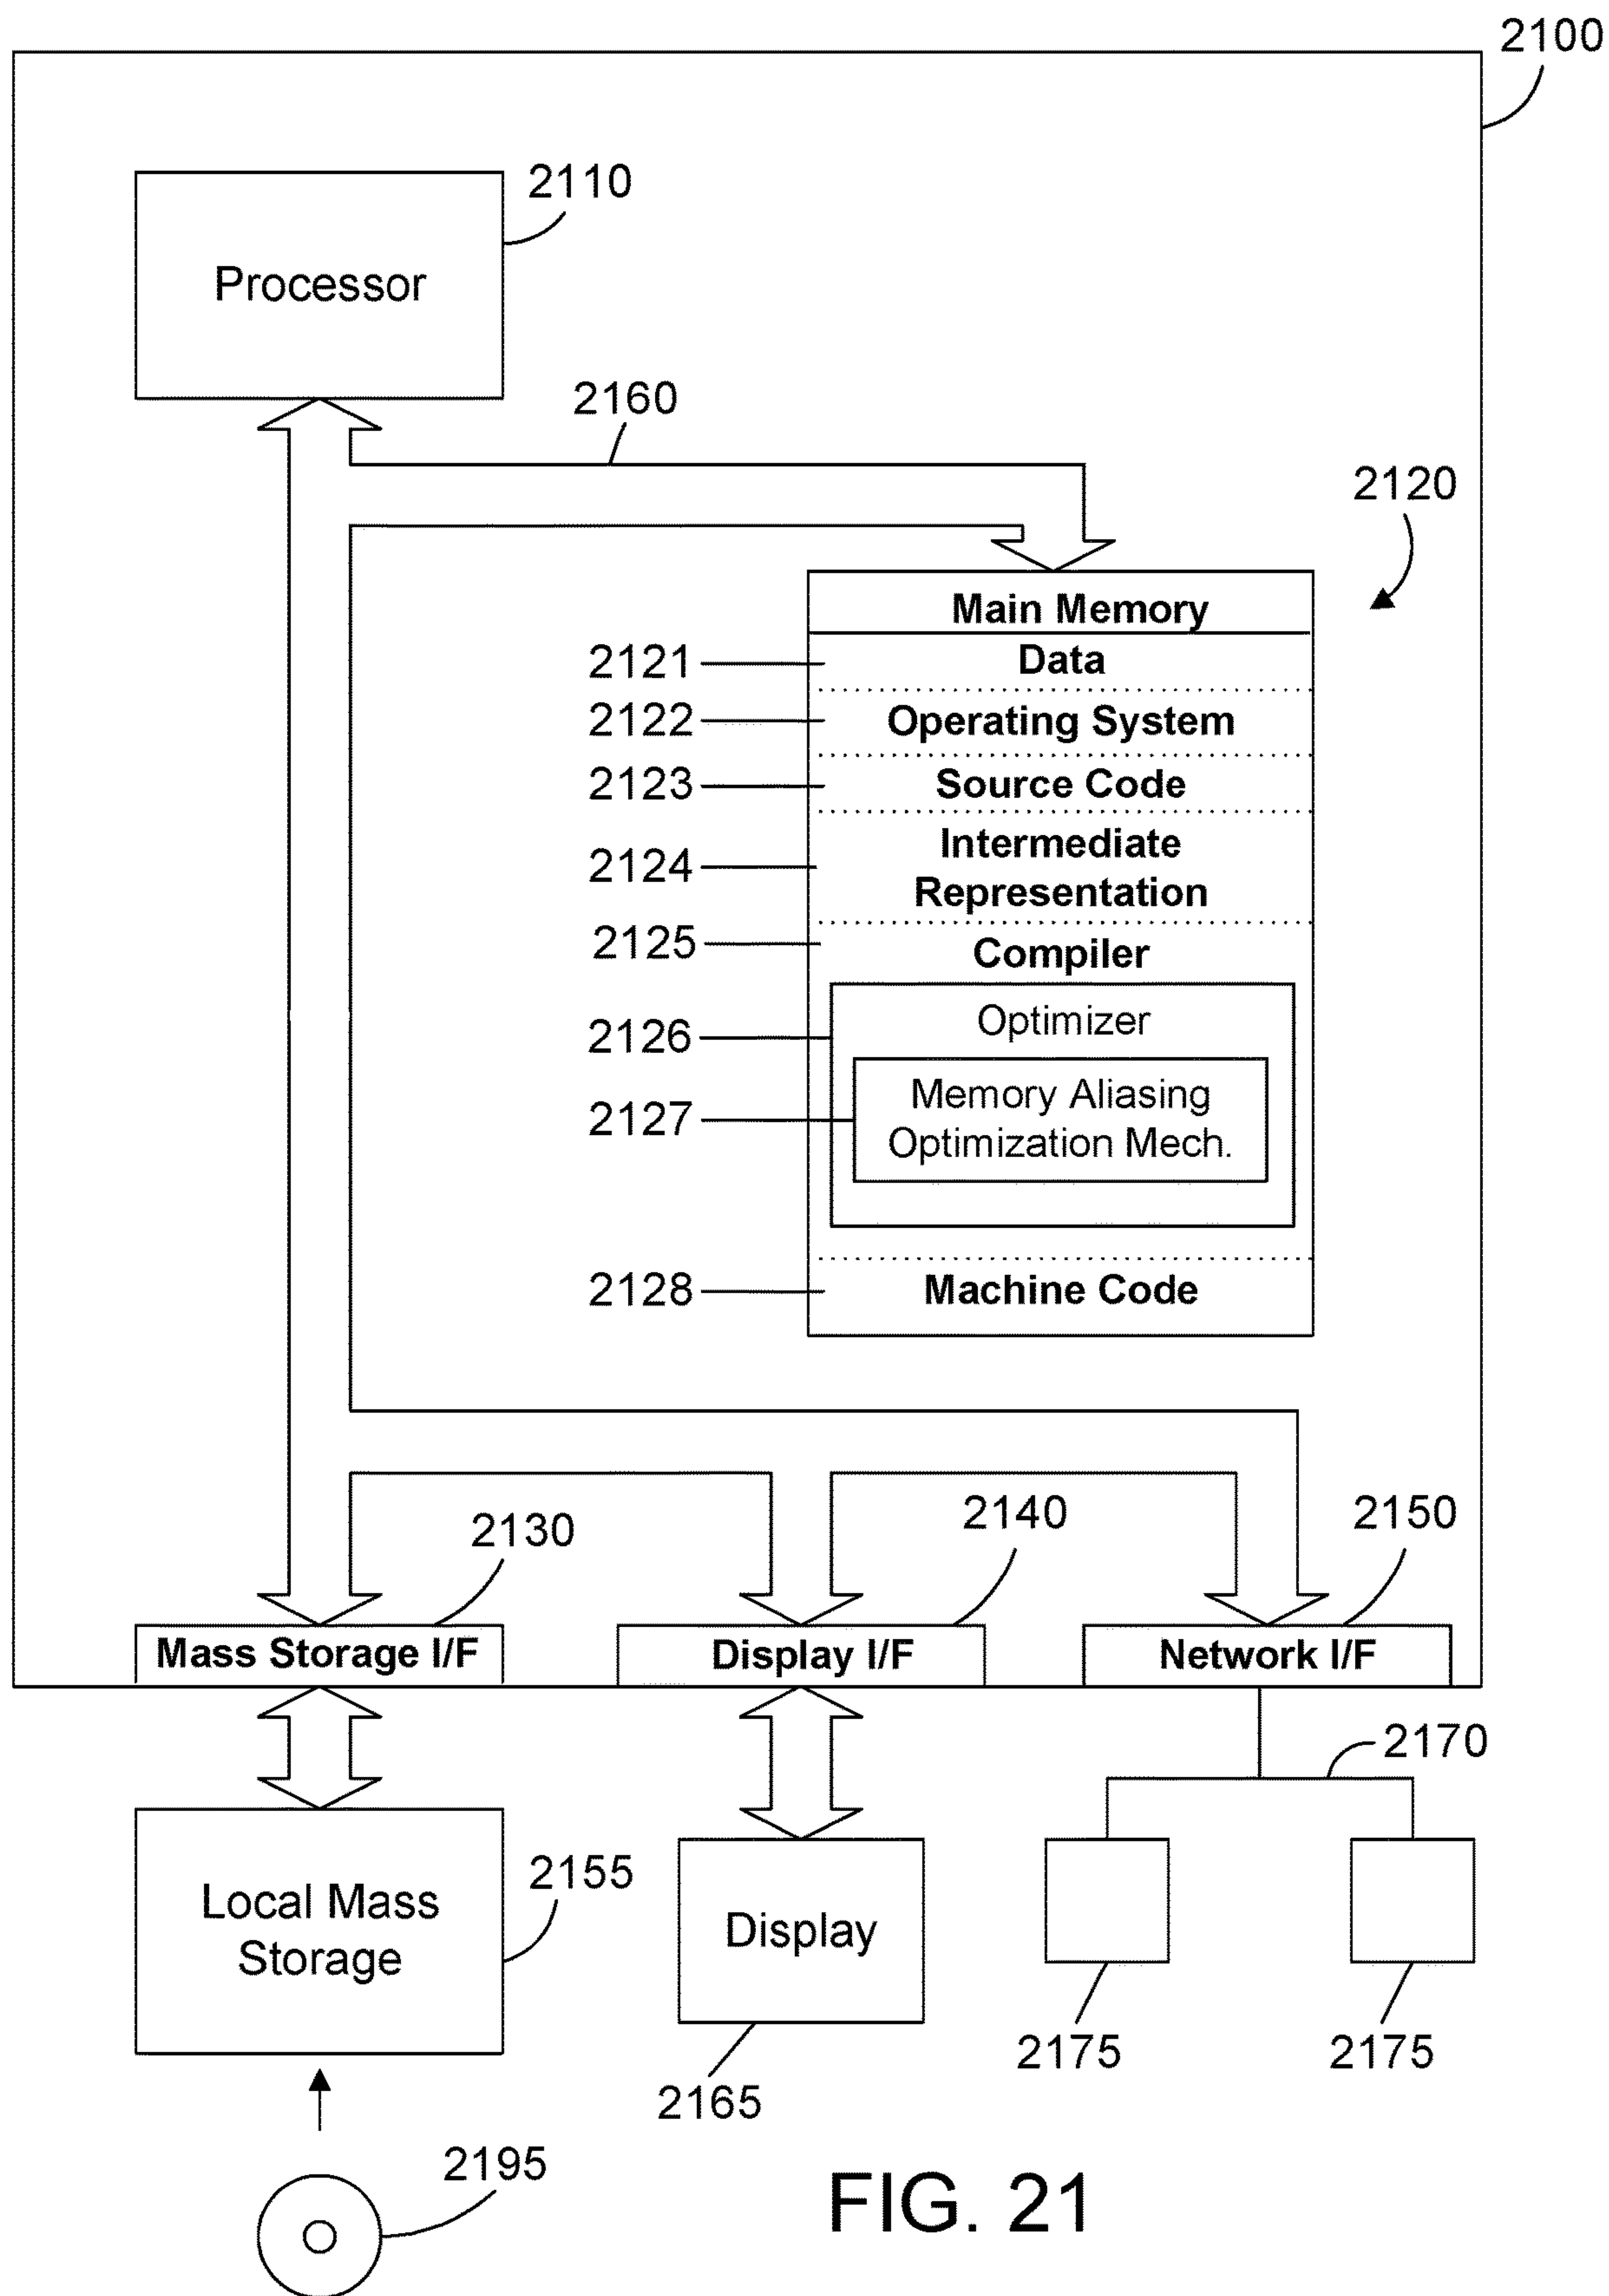 2100
2110
Processor
2160
2120
Main Memory
2121
Data
2122
Operating System
2123
Source Code
2124
Intermediate
Representation
2125
Compiler
2126
Optimizer
2127
Memory Aliasing
Optimization Mech.
2128
Machine Code
2130
2140
2150
Mass Storage I/F
Display I/F
Network I/F
2170
Local Mass
Storage
2155
Display
2165
2175
2175
2195
FIG. 21